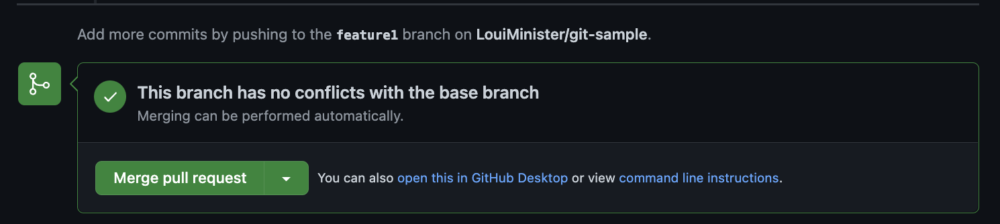 Add more commits by pushing to the feature1 branch on LouiMinister/git-sample.
This branch has no conflicts with the base branch
Merging can be performed automatically.
Merge pull request You can also open this in GitHub Desktop or view command line instructions.